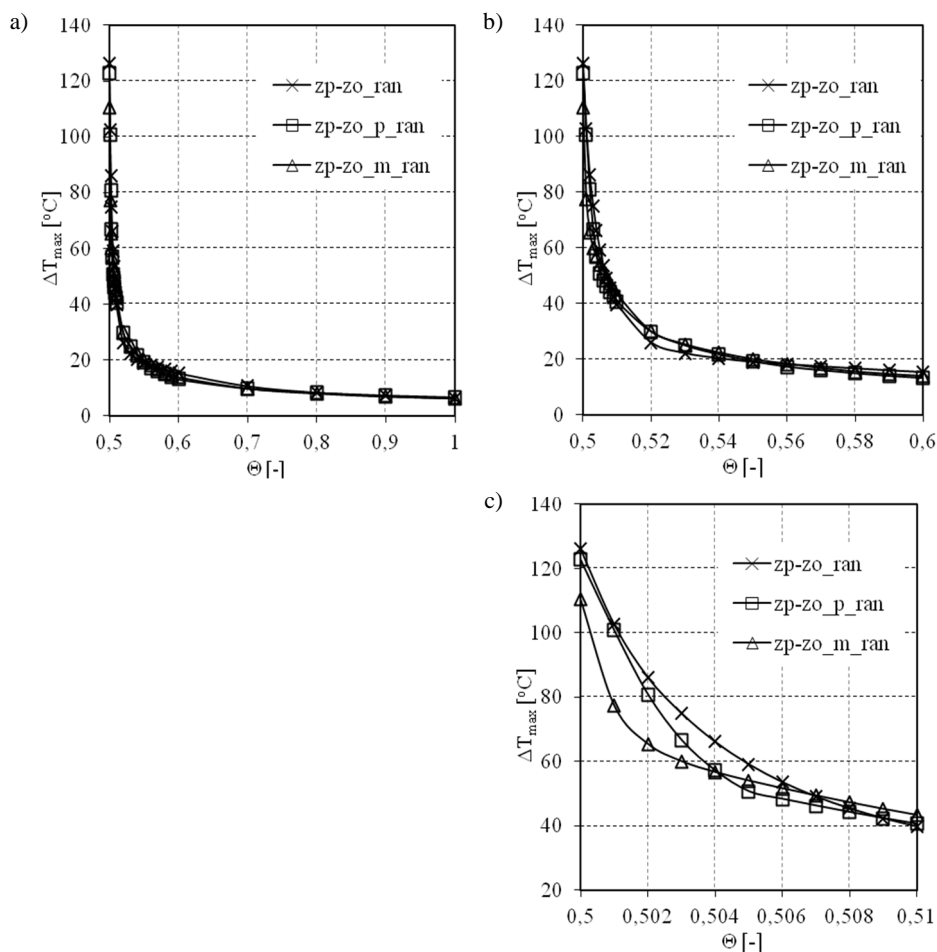 a)
140
120
100
80
60
40
20
0
ΔTmax [°C]
zp-zo_ran
zp-zo_p_ran
zp-zo_m_ran
0,5 0,6 0,7 0,8 0,9 1
Θ [-]
b)
140
120
100
80
60
40
20
0
ΔTmax [°C]
zp-zo_ran
zp-zo_p_ran
zp-zo_m_ran
0,5 0,52 0,54 0,56 0,58 0,6
Θ [-]
c)
140
120
100
80
60
40
20
ΔTmax [°C]
zp-zo_ran
zp-zo_p_ran
zp-zo_m_ran
0,5 0,502 0,504 0,506 0,508 0,51
Θ [-]